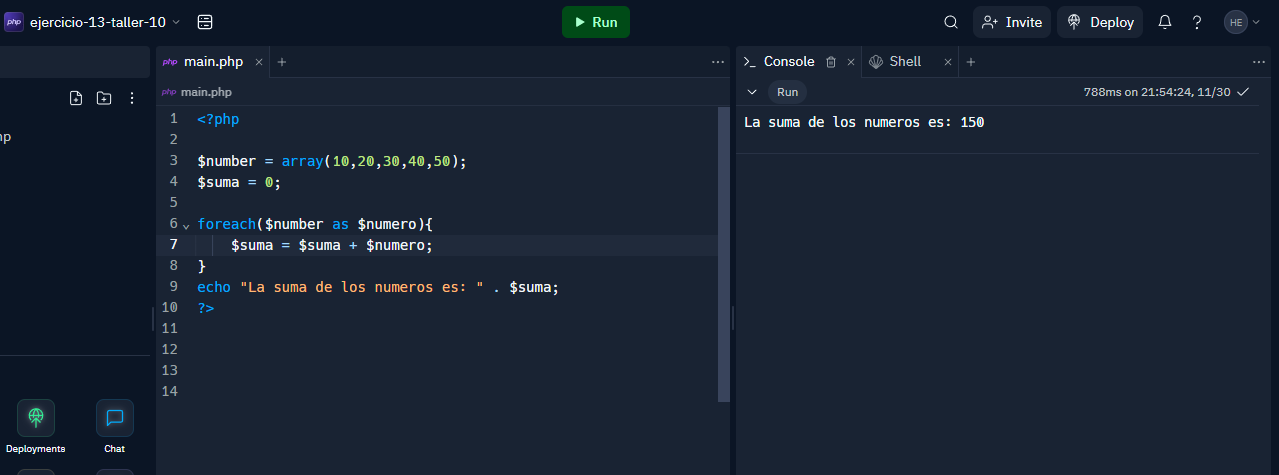 php ejercicio-13-taller-10
Run
Invite
Deploy
HE
php main.php
php main.php
1 <?php
2
3 $number = array(10,20,30,40,50);
4 $suma = 0;
5
6 foreach($number as $numero){
7 $suma = $suma + $numero;
8 }
9 echo "La suma de los numeros es: " . $suma;
10 ?>
11
12
13
14
Console
Shell
Run
788ms on 21:54:24, 11/30
La suma de los numeros es: 150
Deployments
Chat